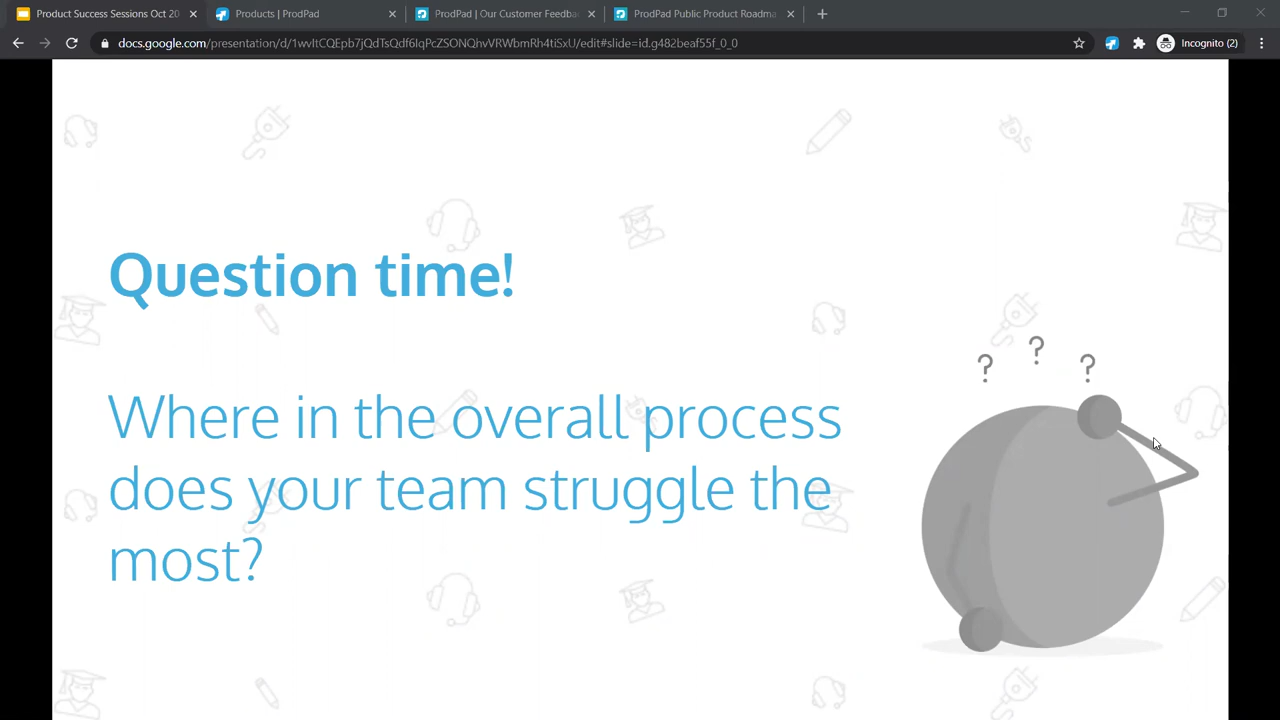 Product Success Sessions Oct 20
Products | ProdPad
ProdPad | Our Customer Feedba
ProdPad Public Product Roadma
docs.google.com/presentation/d/1wvItCQEpb7jQdTsQdf6IqPcZSONQhvVRWbmRh4tiSxU/edit#slide=id.g482beaf55f_0_0
Incognito (2)
Question time!
? ? ?
Where in the overall process
does your team struggle the
most?